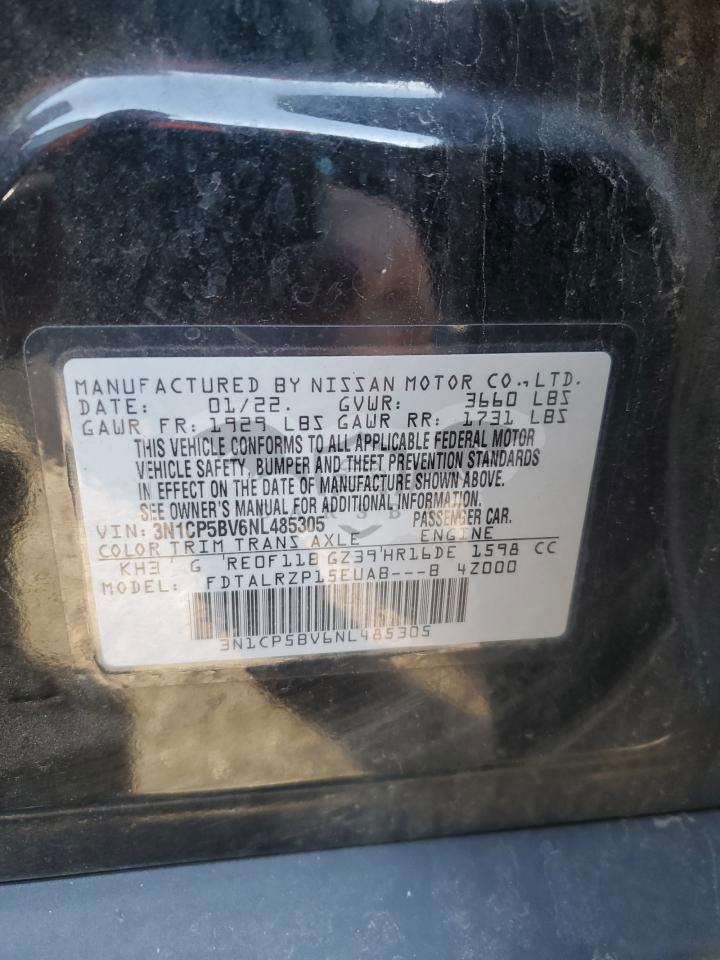 MANUFACTURED BY NISSAN MOTOR CO.,LTD.
DATE: 01/22. GVWR: 3660 LBS
GAWR FR: 1929 LBS GAWR RR: 1731 LBS
THIS VEHICLE CONFORMS TO ALL APPLICABLE FEDERAL MOTOR
VEHICLE SAFETY, BUMPER AND THEFT PREVENTION STANDARDS
IN EFFECT ON THE DATE OF MANUFACTURE SHOWN ABOVE.
SEE OWNER'S MANUAL FOR ADDITIONAL INFORMATION.
VIN: 3N1CP5BV6NL485305 PASSENGER CAR.
COLOR TRIM TRANS AXLE ENGINE
KH3 G RE0F11B GZ39 HR16DE 1598 CC
MODEL: FDTALRZP15EUAB---B 4Z000
3N1CP5BV6NL485305